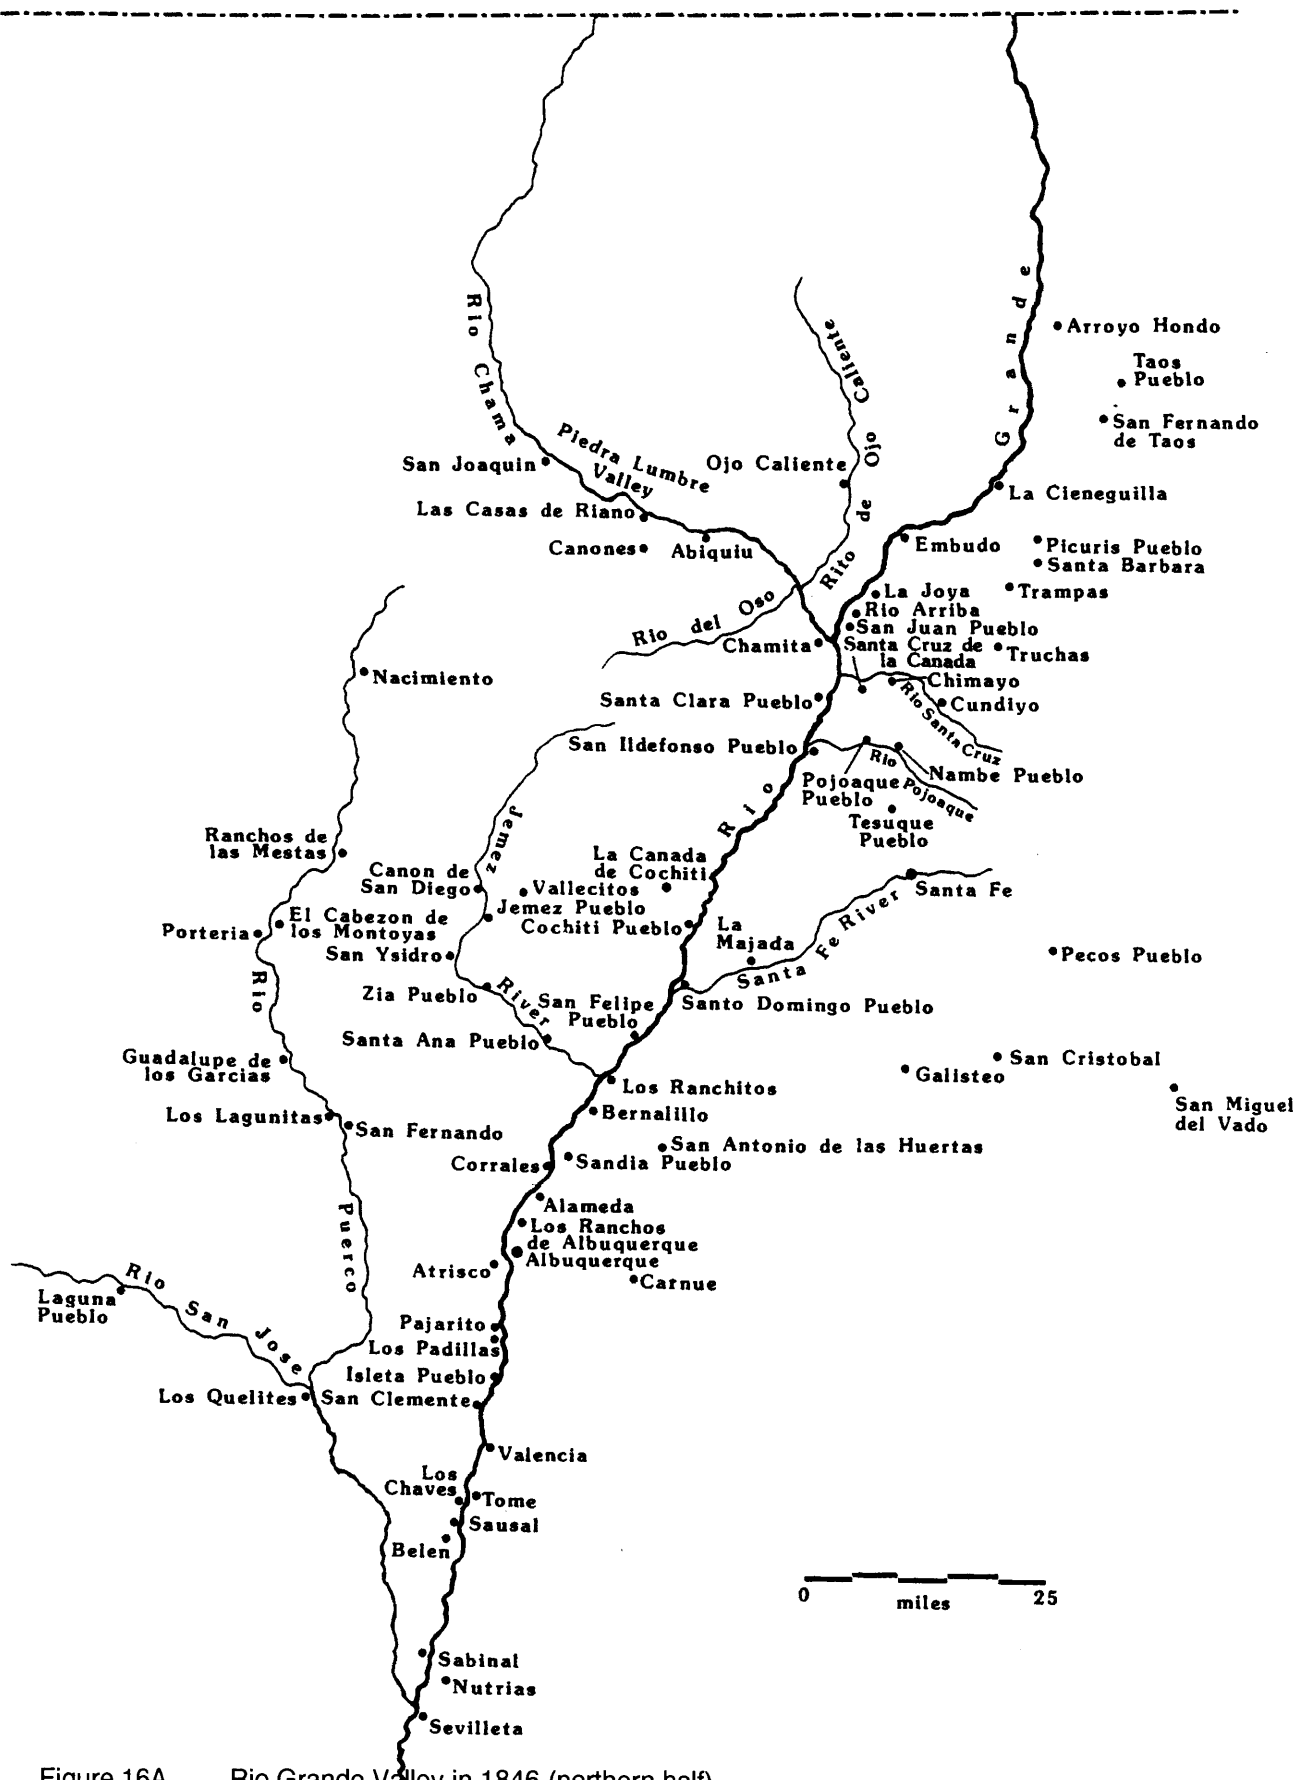 Rio Chama
Rito de Ojo Caliente
Rio Grande
Arroyo Hondo
Taos
Pueblo
San Fernando
de Taos
Piedra Lumbre
Valley
San Joaquin
Ojo Caliente
La Cieneguilla
Las Casas de Riano
Canones
Abiquiu
Embudo
Picuris Pueblo
Santa Barbara
Trampas
La Joya
Rio Arriba
San Juan Pueblo
Rio del Oso
Chamita
Santa Cruz de
la Canada
Truchas
Chimayo
Nacimiento
Santa Clara Pueblo
Rio Santa Cruz
Cundiyo
San Ildefonso Pueblo
Rio Pojoaque
Nambe Pueblo
Pojoaque
Pueblo
Tesuque
Pueblo
Jemez River
Ranchos de
las Mestas
La Canada
de Cochiti
Canon de
San Diego
Vallecitos
Santa Fe
Jemez Pueblo
El Cabezon de
los Montoyas
Porteria
Cochiti Pueblo
La
Majada
Santa Fe River
San Ysidro
Pecos Pueblo
Rio Puerco
Zia Pueblo
San Felipe
Pueblo
Santo Domingo Pueblo
Santa Ana Pueblo
Guadalupe de
los Garcias
San Cristobal
Galisteo
Los Ranchitos
San Miguel
del Vado
Los Lagunitas
Bernalillo
San Fernando
San Antonio de las Huertas
Corrales
Sandia Pueblo
Alameda
Los Ranchos
de Albuquerque
Albuquerque
Atrisco
Carnue
Rio San Jose
Laguna
Pueblo
Pajarito
Los Padillas
Isleta Pueblo
Los Quelites
San Clemente
Valencia
Los
Chaves
Tome
Sausal
Belen
0 25
miles
Sabinal
Nutrias
Sevilleta
Figure 16A Rio Grande Valley in 1846 (northern half)